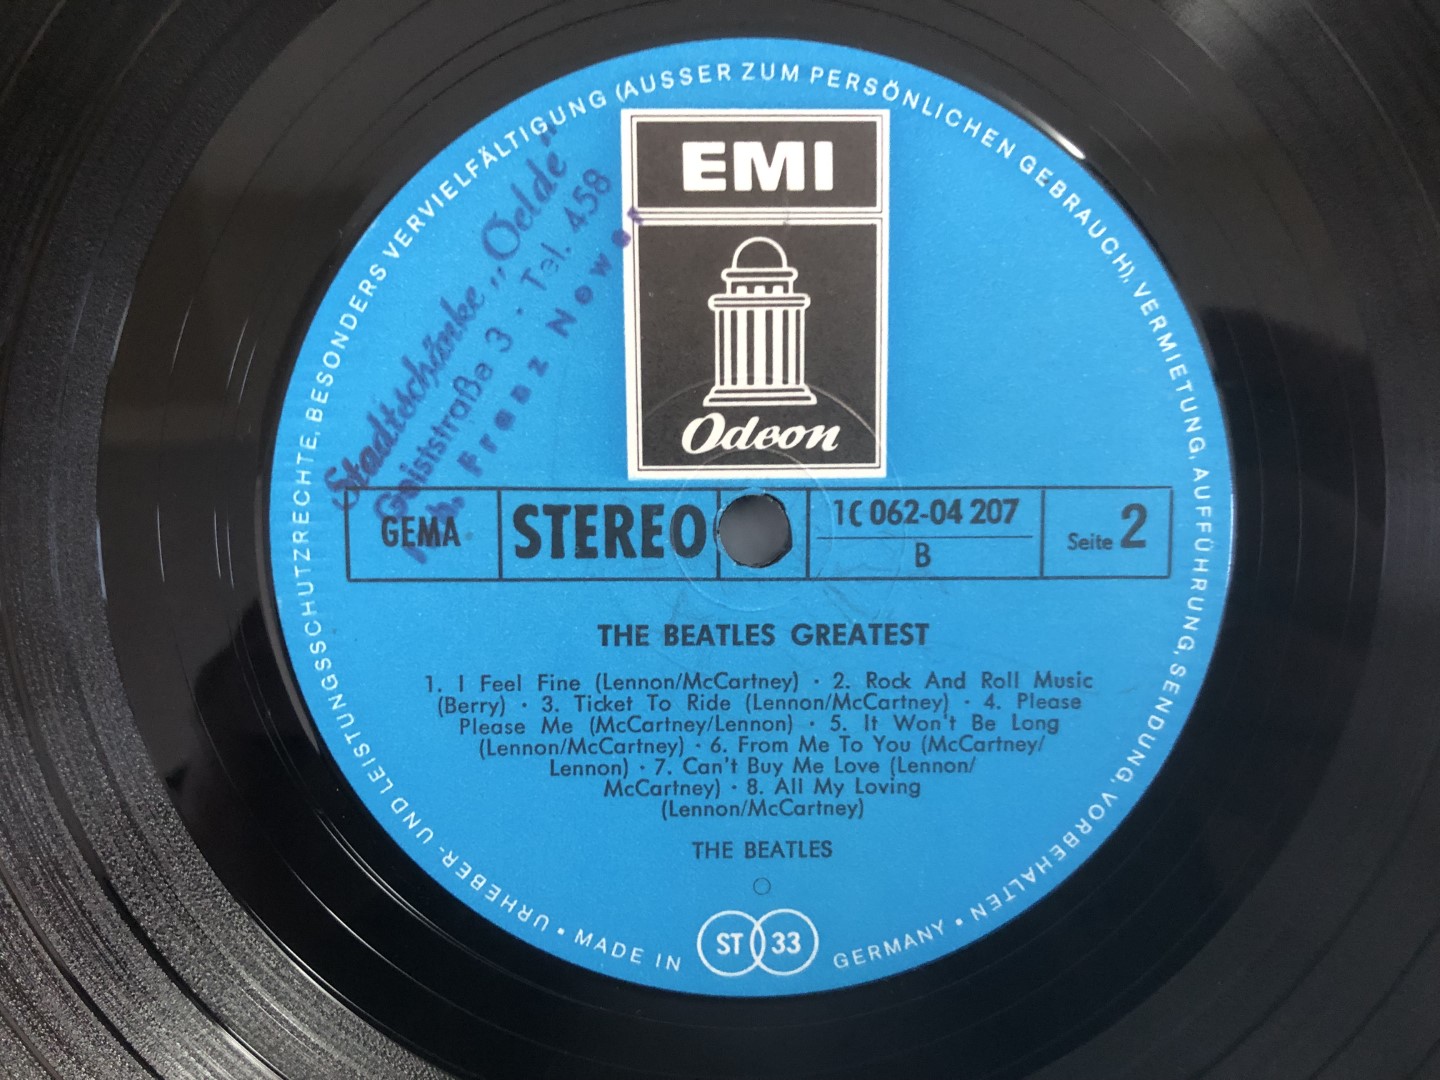 URHEBER- UND LEISTUNGSSCHUTZRECHTE, BESONDERS VERVIELFÄLTIGUNG (AUSSER ZUM PERSÖNLICHEN GEBRAUCH), VERMIETUNG, AUFFÜHRUNG, SENDUNG, VORBEHALTEN
EMI
Odeon
Stadtschänke „Oelde"
Geiststraße 3 · Tel. 458
Franz
GEMA
STEREO
1C 062-04 207
B
Seite 2
THE BEATLES GREATEST
1. I Feel Fine (Lennon/McCartney) · 2. Rock And Roll Music
(Berry) · 3. Ticket To Ride (Lennon/McCartney) · 4. Please
Please Me (McCartney/Lennon) · 5. It Won't Be Long
(Lennon/McCartney) · 6. From Me To You (McCartney/
Lennon) · 7. Can't Buy Me Love (Lennon/
McCartney) · 8. All My Loving
(Lennon/McCartney)
THE BEATLES
MADE IN GERMANY
ST 33